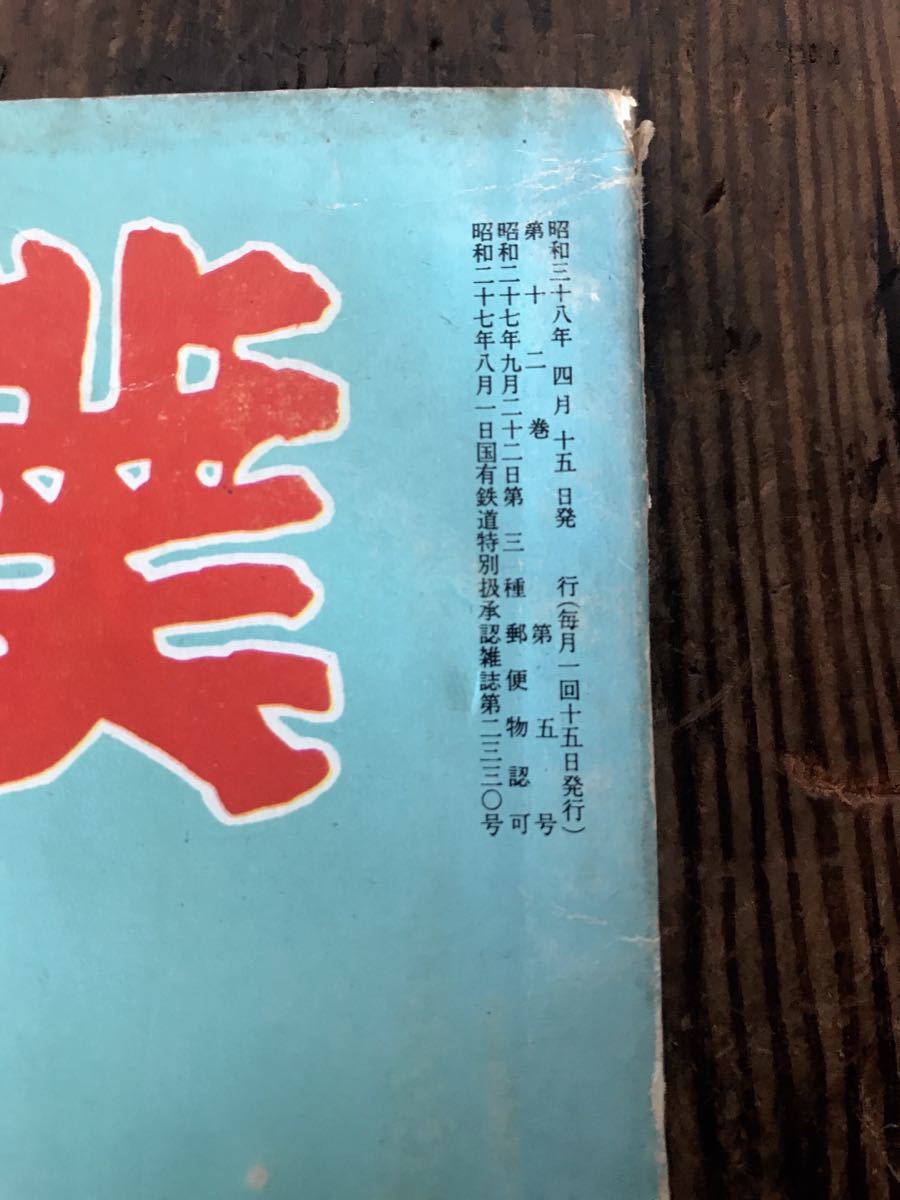 昭和三十八年 四月 十五 日発 行(毎月一回十五日発行)
第十二巻 第五号
昭和二十七年九月二十二日第三種郵便物認可
昭和二十七年八月一日国有鉄道特別扱承認雑誌第二三三〇号